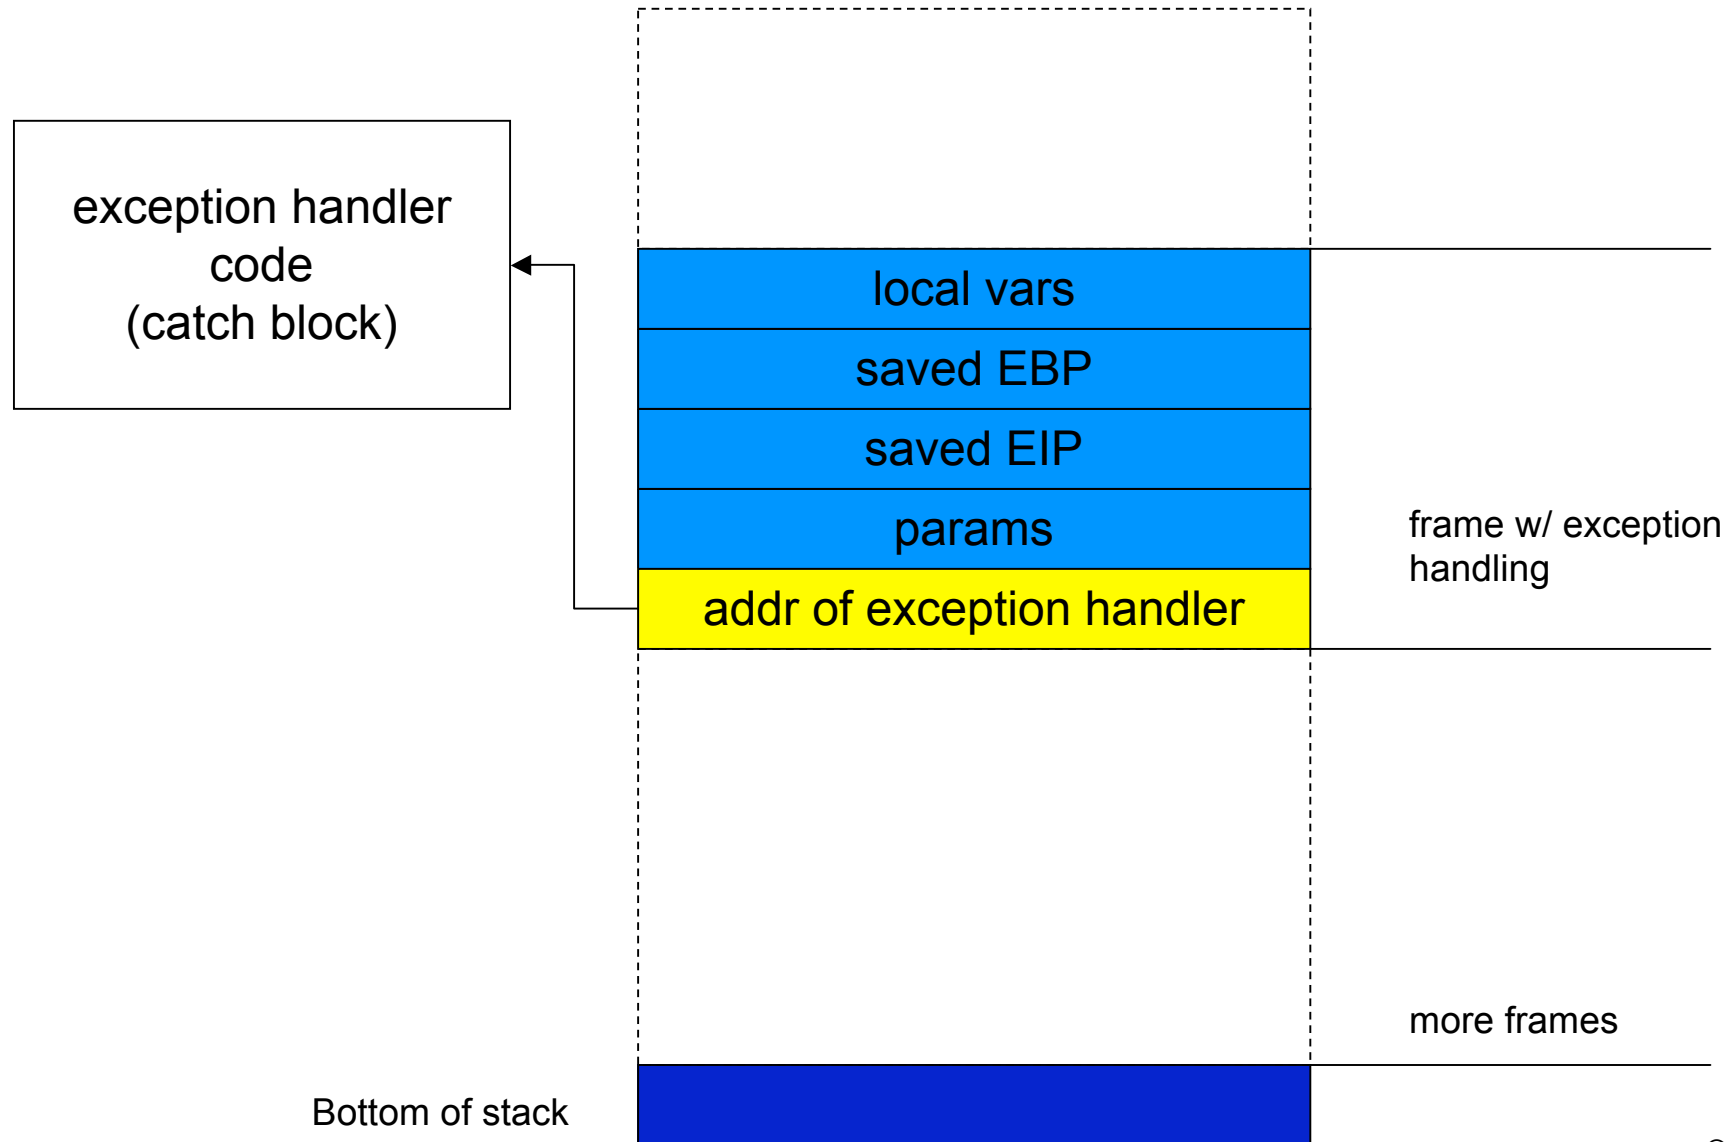 exception handler
code
(catch block)
local vars
saved EBP
saved EIP
params
addr of exception handler
frame w/ exception
handling
more frames
Bottom of stack